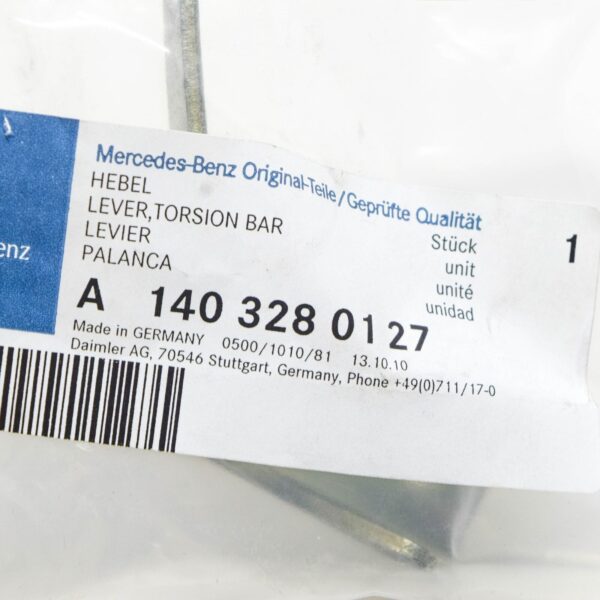 Mercedes-Benz Original-Teile/Geprüfte Qualität
HEBEL
LEVER,TORSION BAR
LEVIER
PALANCA
Stück 1
unit
unité
unidad
enz
A 140 328 01 27
Made in GERMANY 0500/1010/81 13.10.10
Daimler AG, 70546 Stuttgart, Germany, Phone +49(0)711/17-0